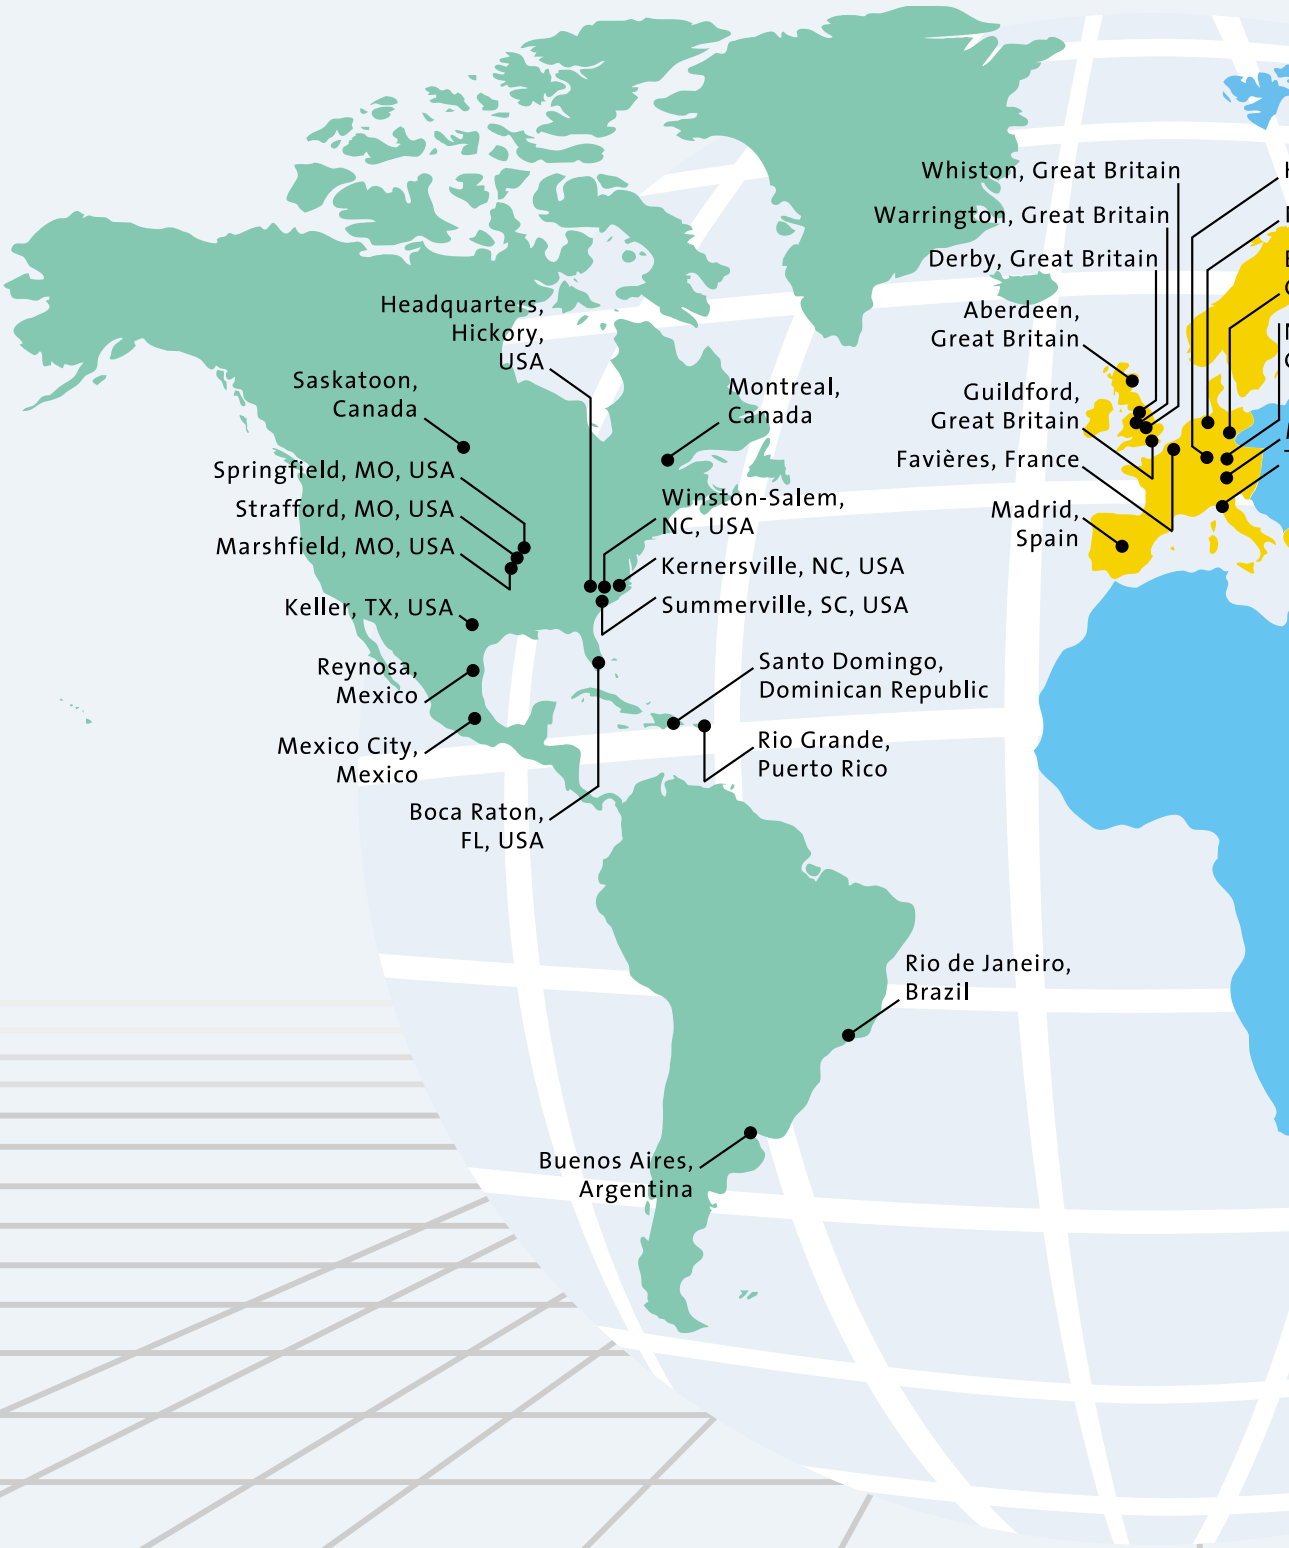 Whiston, Great Britain
Warrington, Great Britain
Derby, Great Britain
Aberdeen,
Great Britain
Guildford,
Great Britain
Favières, France
Madrid,
Spain
Headquarters,
Hickory,
USA
Saskatoon,
Canada
Montreal,
Canada
Springfield, MO, USA
Strafford, MO, USA
Marshfield, MO, USA
Winston-Salem,
NC, USA
Kernersville, NC, USA
Summerville, SC, USA
Keller, TX, USA
Reynosa,
Mexico
Mexico City,
Mexico
Boca Raton,
FL, USA
Santo Domingo,
Dominican Republic
Rio Grande,
Puerto Rico
Rio de Janeiro,
Brazil
Buenos Aires,
Argentina